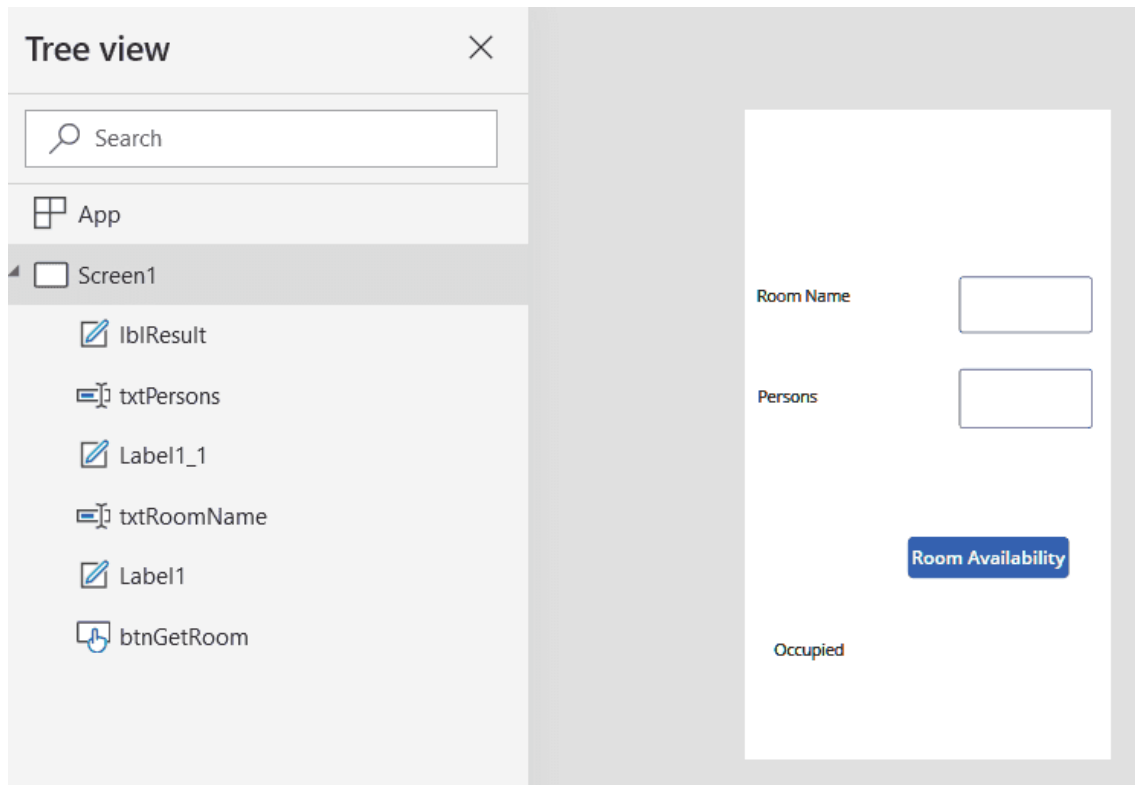 Tree view
Search
App
Screen1
lblResult
txtPersons
Label1_1
txtRoomName
Label1
btnGetRoom
Room Name
Persons
Room Availability
Occupied